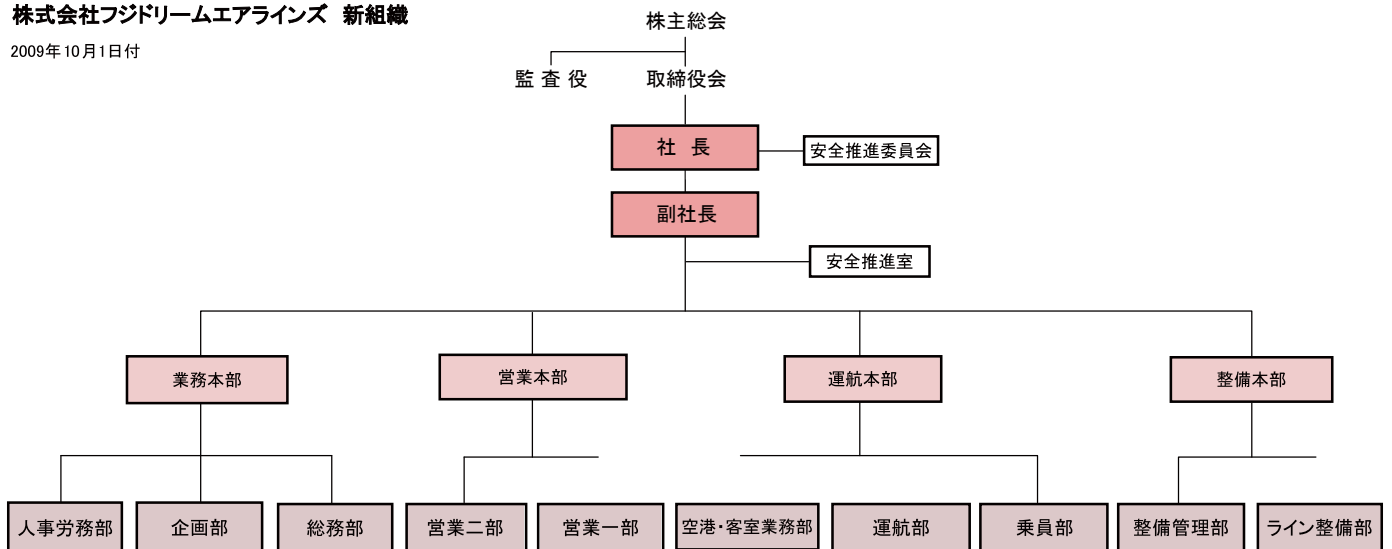 株式会社フジドリームエアラインズ 新組織
2009年10月1日付
株主総会
監査役
取締役会
社 長
安全推進委員会
副社長
安全推進室
業務本部
営業本部
運航本部
整備本部
人事労務部
企画部
総務部
営業二部
営業一部
空港・客室業務部
運航部
乗員部
整備管理部
ライン整備部